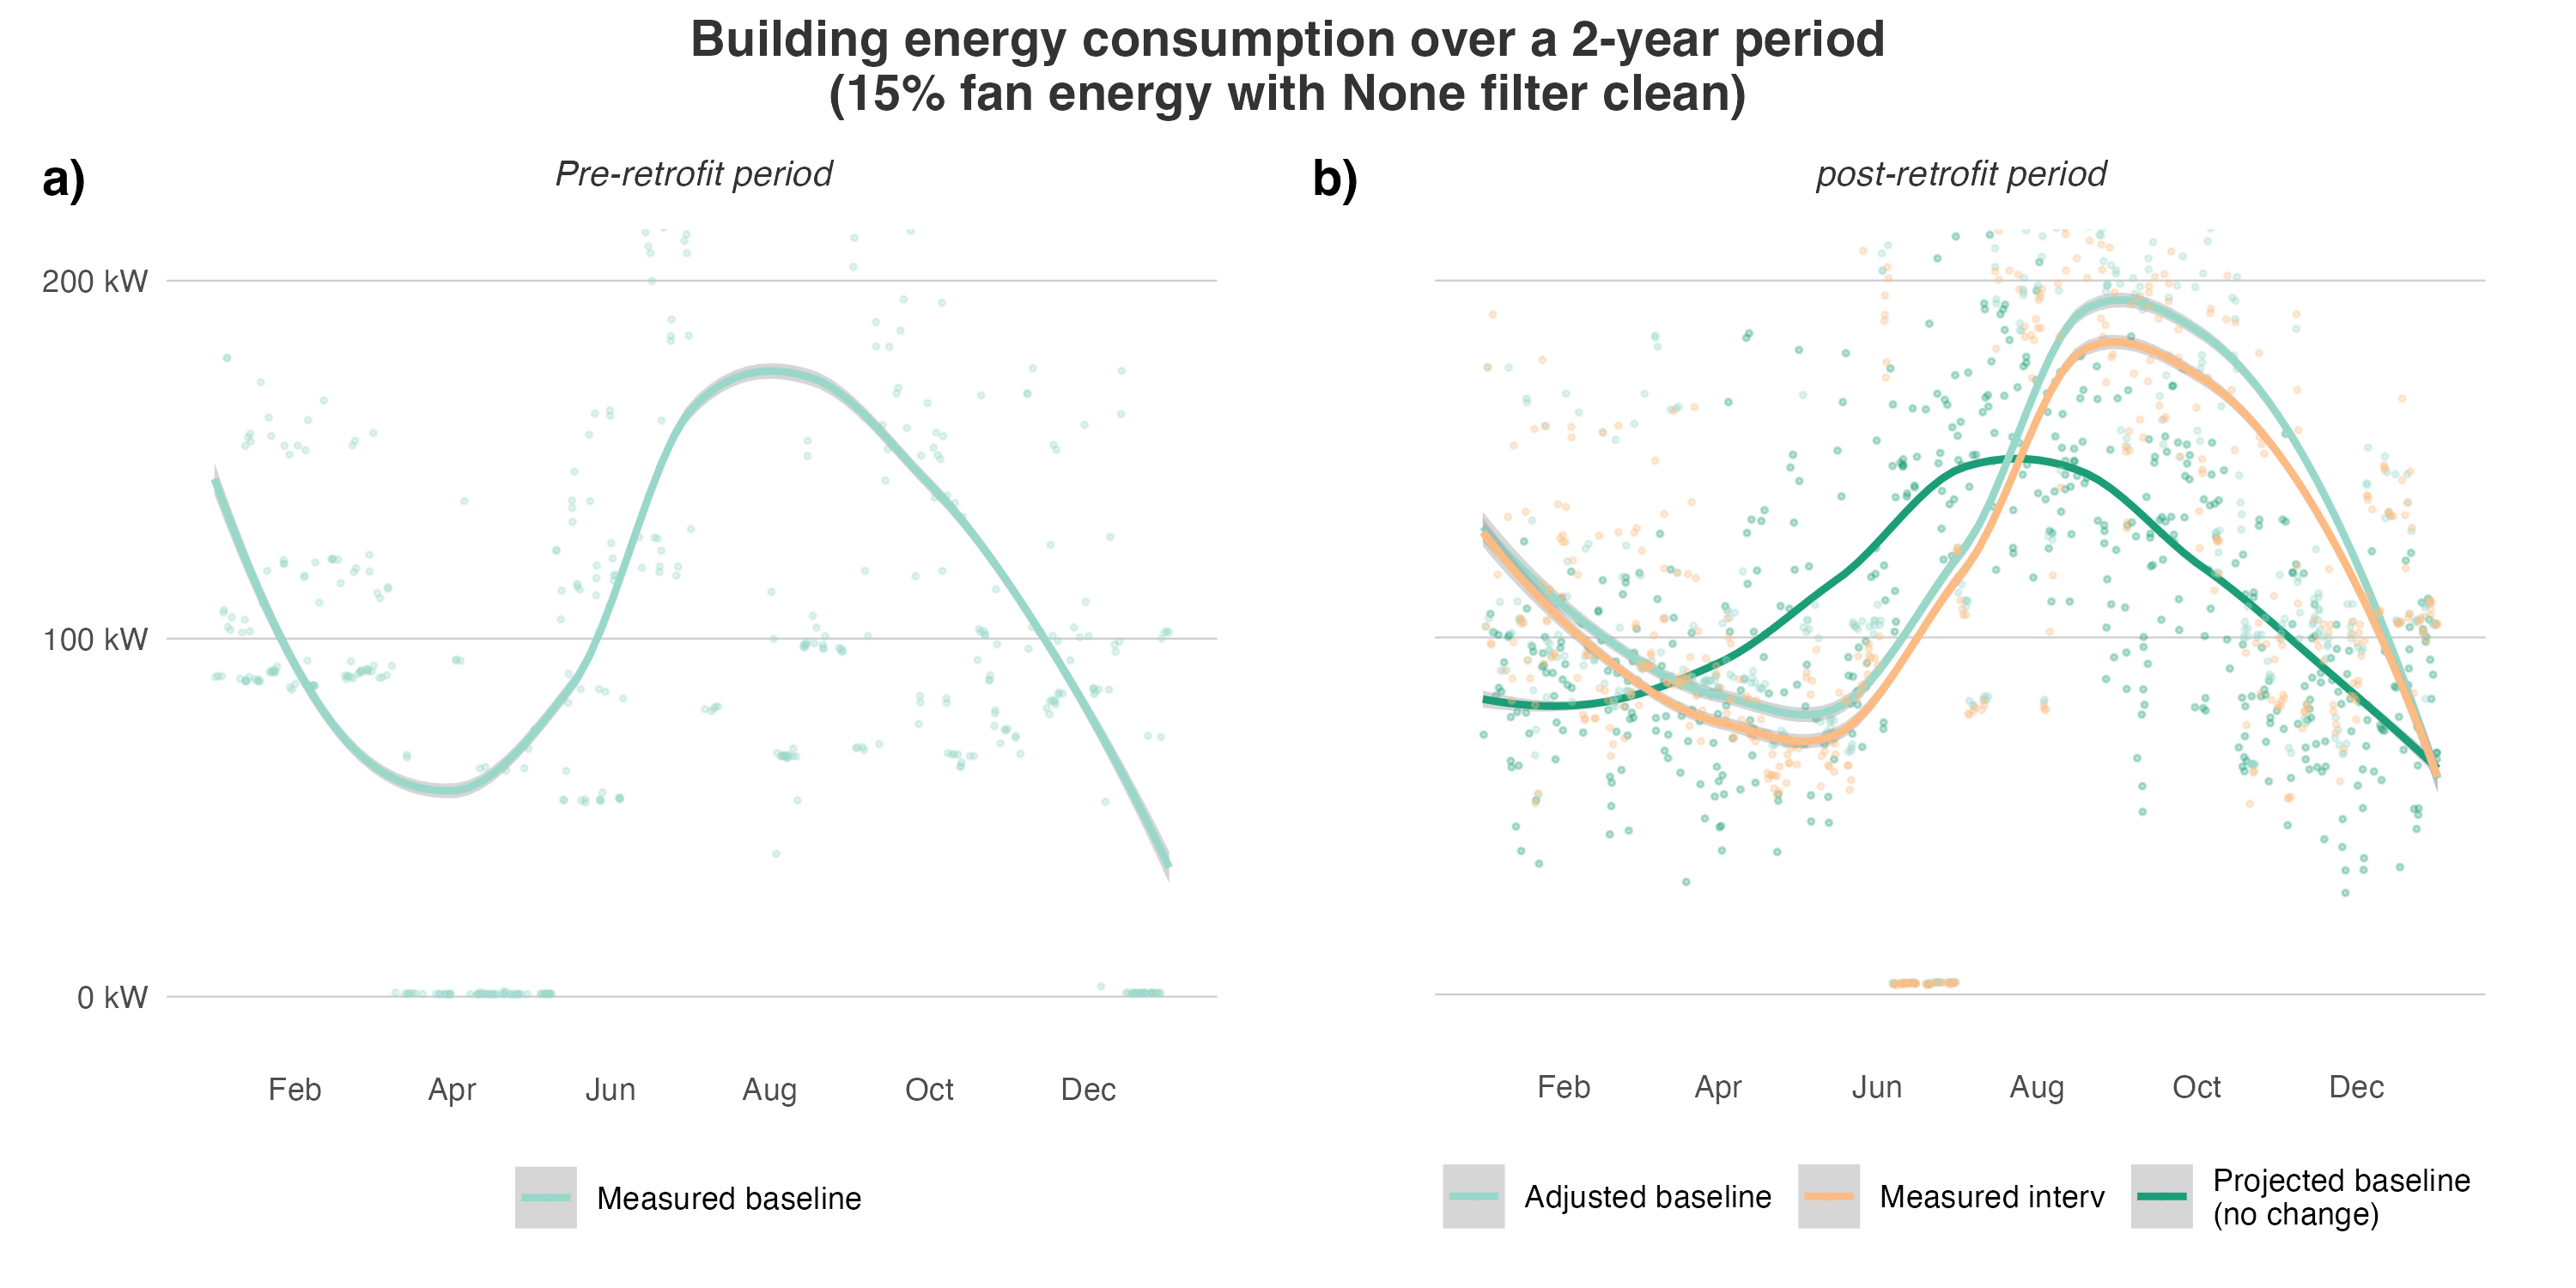 Building energy consumption over a 2-year period
(15% fan energy with None filter clean)
a)
Pre-retrofit period
200 kW
100 kW
0 kW
Feb Apr Jun Aug Oct Dec
Measured baseline
b)
post-retrofit period
Feb Apr Jun Aug Oct Dec
Adjusted baseline
Measured interv
Projected baseline
(no change)